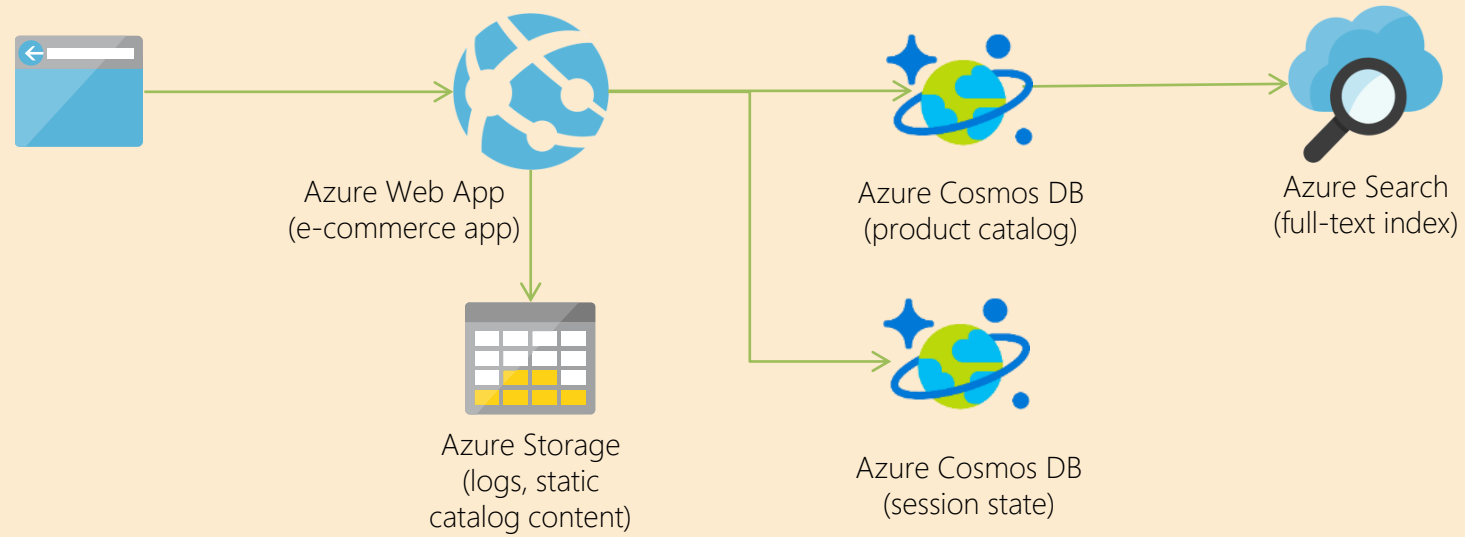 Azure Web App
(e-commerce app)
Azure Cosmos DB
(product catalog)
Azure Search
(full-text index)
Azure Storage
(logs, static
catalog content)
Azure Cosmos DB
(session state)